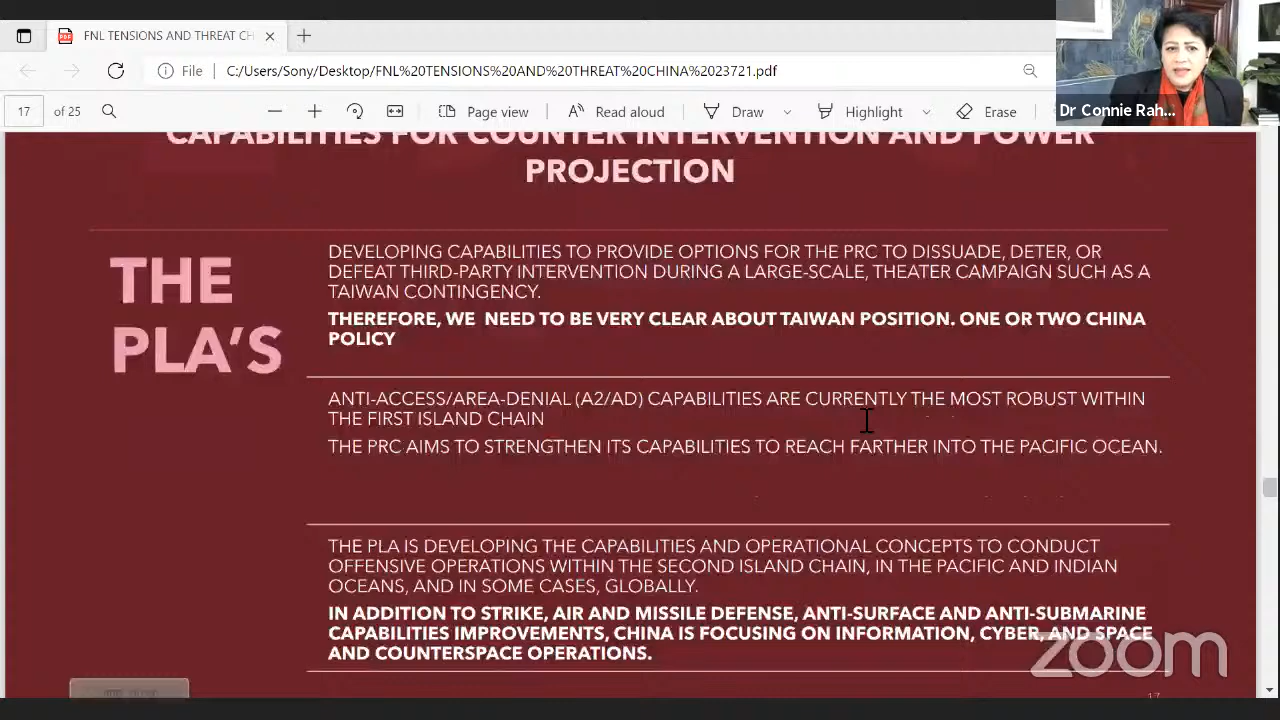 FNL TENSIONS AND THREAT CH
File
C:/Users/Sony/Desktop/FNL%20TENSIONS%20AND%20THREAT%20CHINA%2023721.pdf
17 of 25
Page view
Read aloud
Draw
Highlight
Erase
Dr Connie Rah...
CAPABILITIES FOR COUNTER INTERVENTION AND POWER
PROJECTION
THE
PLA'S
DEVELOPING CAPABILITIES TO PROVIDE OPTIONS FOR THE PRC TO DISSUADE, DETER, OR
DEFEAT THIRD-PARTY INTERVENTION DURING A LARGE-SCALE, THEATER CAMPAIGN SUCH AS A
TAIWAN CONTINGENCY.
THEREFORE, WE NEED TO BE VERY CLEAR ABOUT TAIWAN POSITION. ONE OR TWO CHINA
POLICY
ANTI-ACCESS/AREA-DENIAL (A2/AD) CAPABILITIES ARE CURRENTLY THE MOST ROBUST WITHIN
THE FIRST ISLAND CHAIN
THE PRC AIMS TO STRENGTHEN ITS CAPABILITIES TO REACH FARTHER INTO THE PACIFIC OCEAN.
THE PLA IS DEVELOPING THE CAPABILITIES AND OPERATIONAL CONCEPTS TO CONDUCT
OFFENSIVE OPERATIONS WITHIN THE SECOND ISLAND CHAIN, IN THE PACIFIC AND INDIAN
OCEANS, AND IN SOME CASES, GLOBALLY.
IN ADDITION TO STRIKE, AIR AND MISSILE DEFENSE, ANTI-SURFACE AND ANTI-SUBMARINE
CAPABILITIES IMPROVEMENTS, CHINA IS FOCUSING ON INFORMATION, CYBER, AND SPACE
AND COUNTERSPACE OPERATIONS.
zoom
17